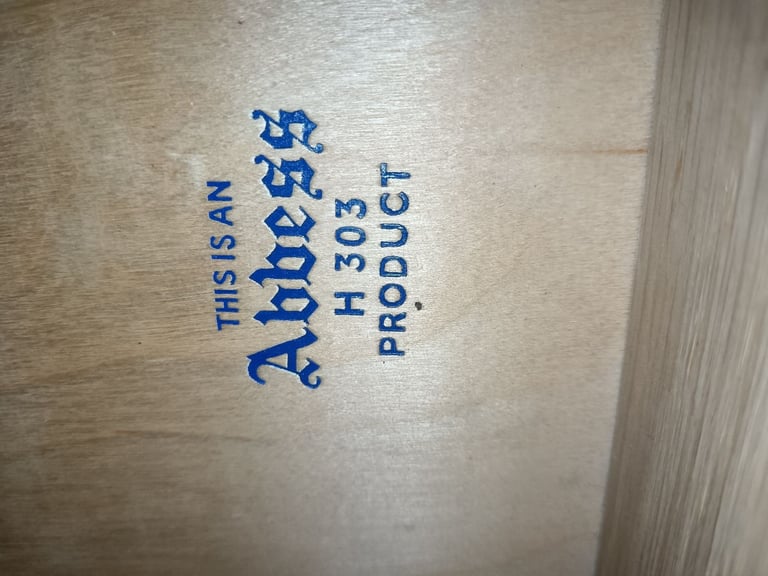 THIS IS AN
Abbess
H 303
PRODUCT